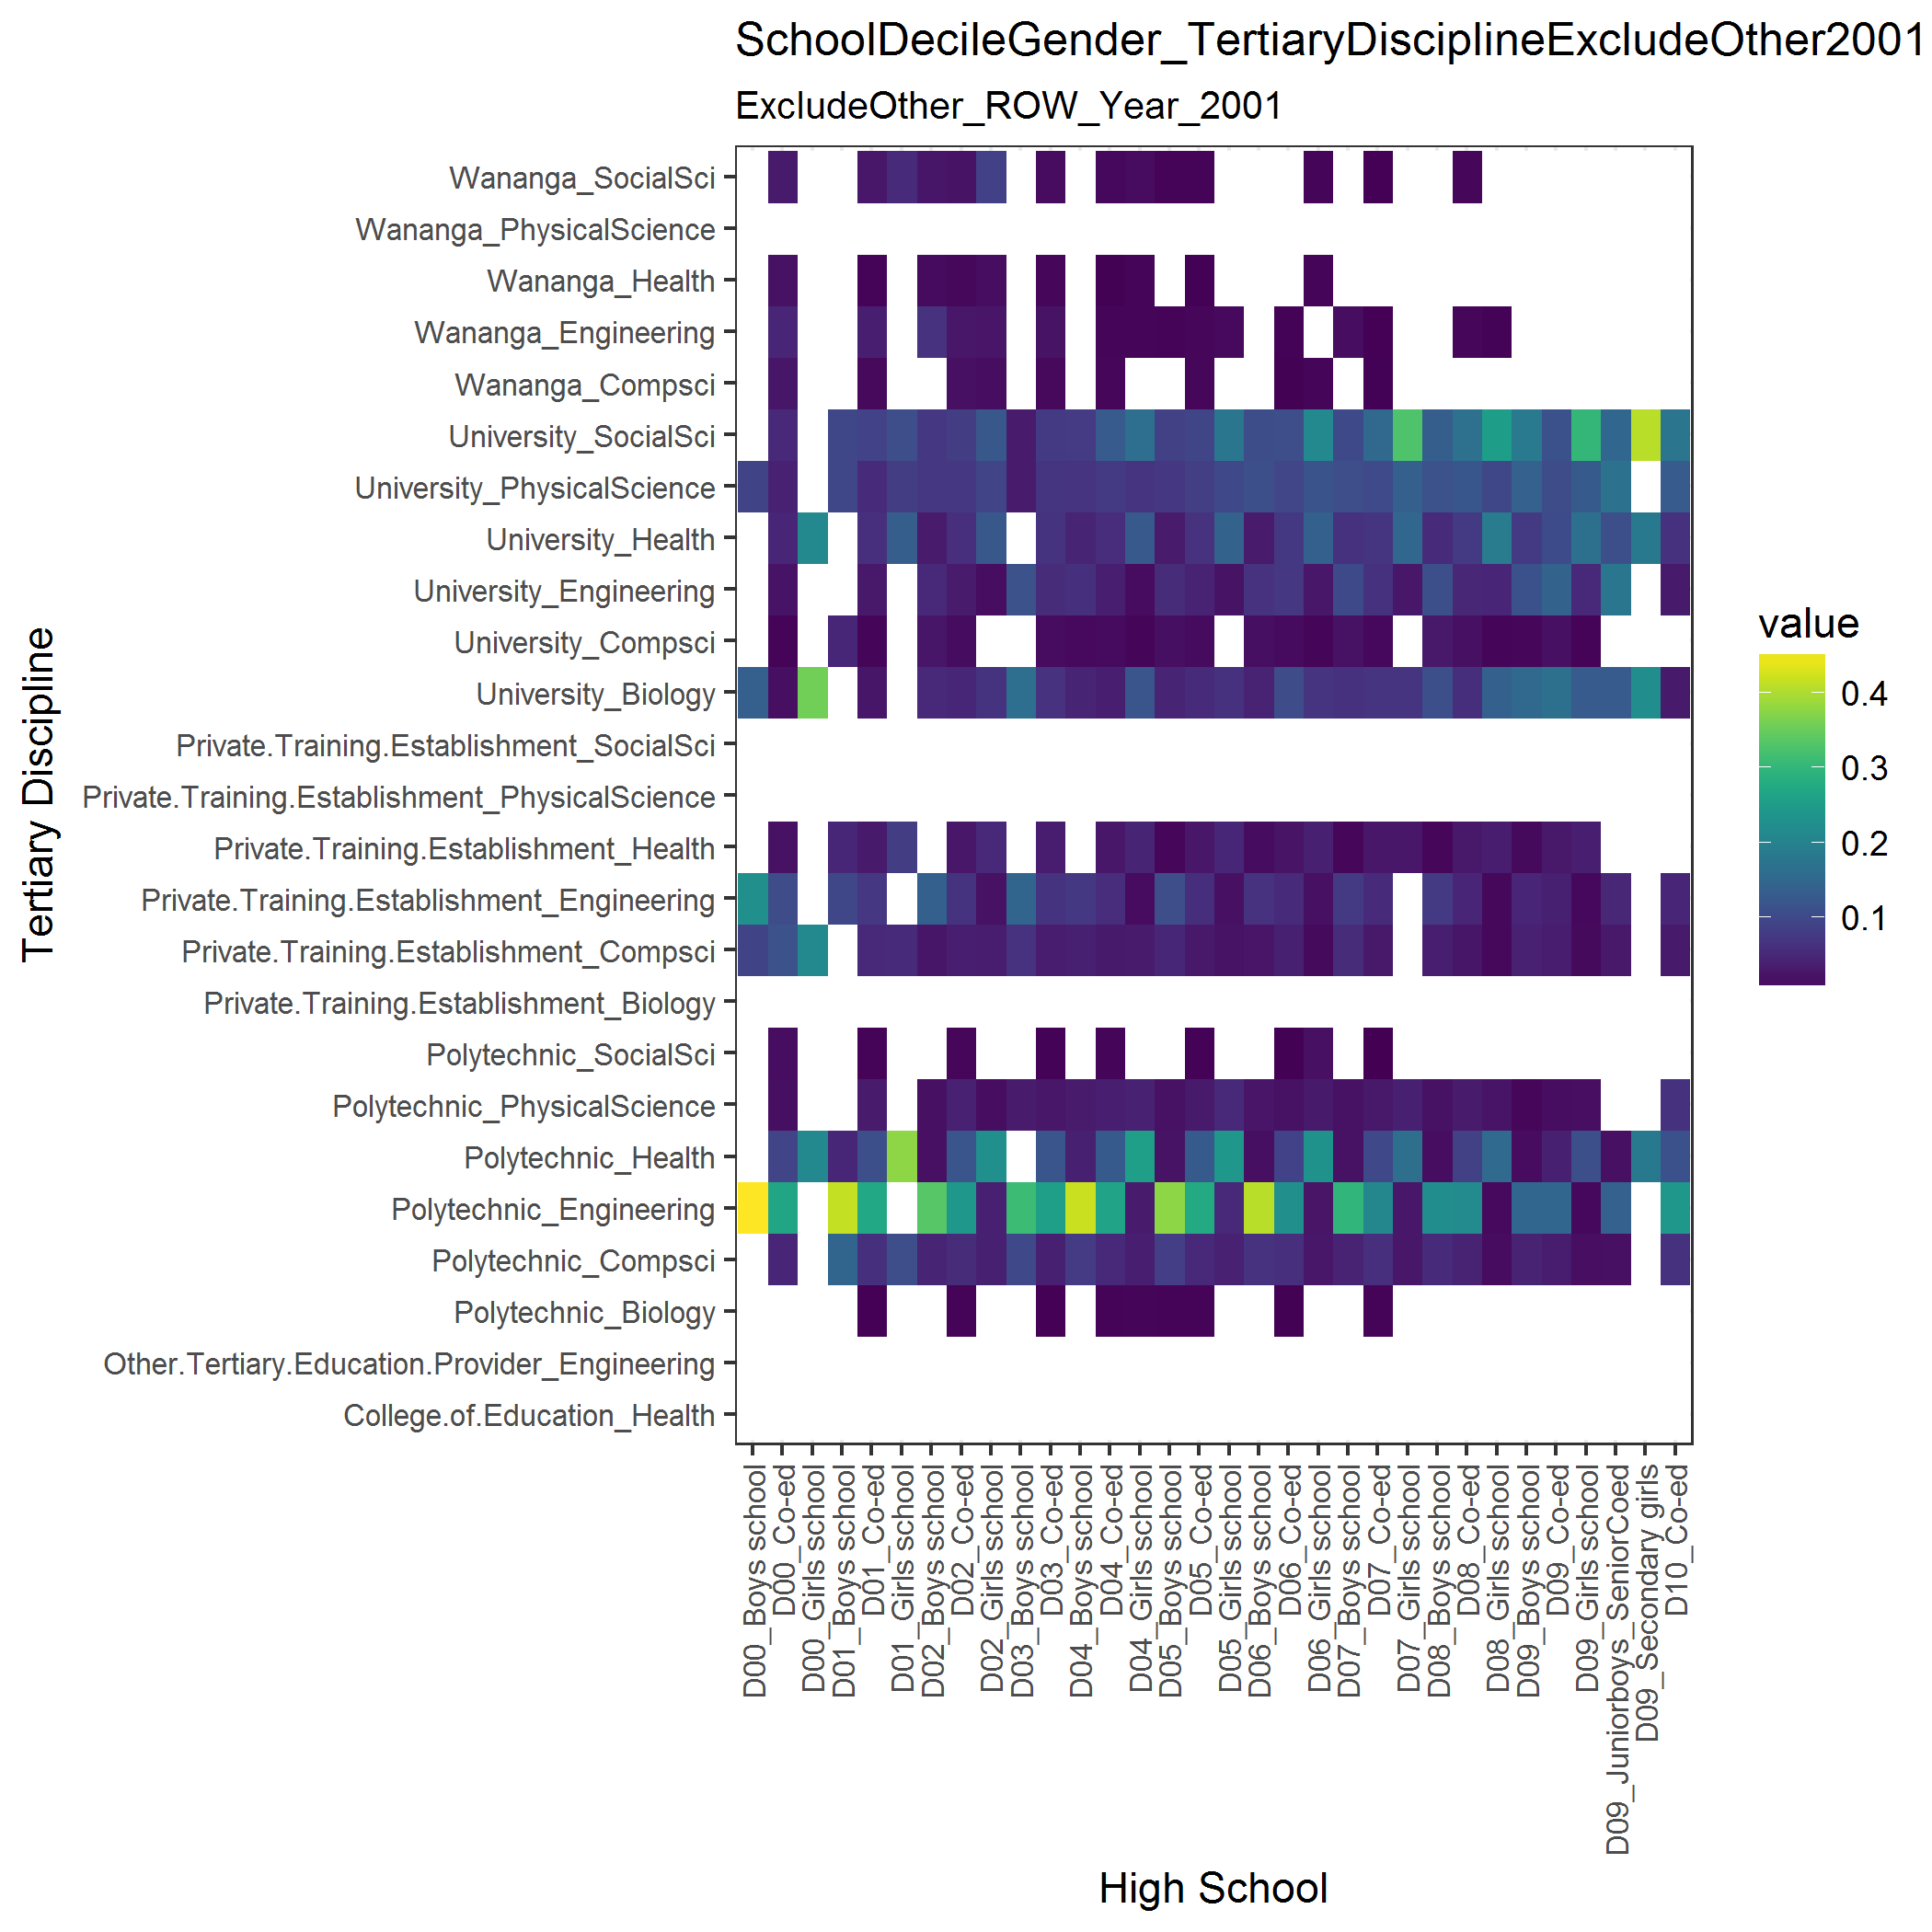 SchoolDecileGender_TertiaryDisciplineExcludeOther2001
ExcludeOther_ROW_Year_2001
Tertiary Discipline
Wananga_SocialSci
Wananga_PhysicalScience
Wananga_Health
Wananga_Engineering
Wananga_Compsci
University_SocialSci
University_PhysicalScience
University_Health
University_Engineering
University_Compsci
University_Biology
Private.Training.Establishment_SocialSci
Private.Training.Establishment_PhysicalScience
Private.Training.Establishment_Health
Private.Training.Establishment_Engineering
Private.Training.Establishment_Compsci
Private.Training.Establishment_Biology
Polytechnic_SocialSci
Polytechnic_PhysicalScience
Polytechnic_Health
Polytechnic_Engineering
Polytechnic_Compsci
Polytechnic_Biology
Other.Tertiary.Education.Provider_Engineering
College.of.Education_Health
D00_Boys school
D00_Co-ed
D00_Girls school
D01_Boys school
D01_Co-ed
D01_Girls school
D02_Boys school
D02_Co-ed
D02_Girls school
D03_Boys school
D03_Co-ed
D04_Boys school
D04_Co-ed
D04_Girls school
D05_Boys school
D05_Co-ed
D05_Girls school
D06_Boys school
D06_Co-ed
D06_Girls school
D07_Boys school
D07_Co-ed
D07_Girls school
D08_Boys school
D08_Co-ed
D08_Girls school
D09_Boys school
D09_Co-ed
D09_Girls school
D09_Juniorboys_SeniorCoed
D09_Secondary girls
D10_Co-ed
High School
value
0.4
0.3
0.2
0.1